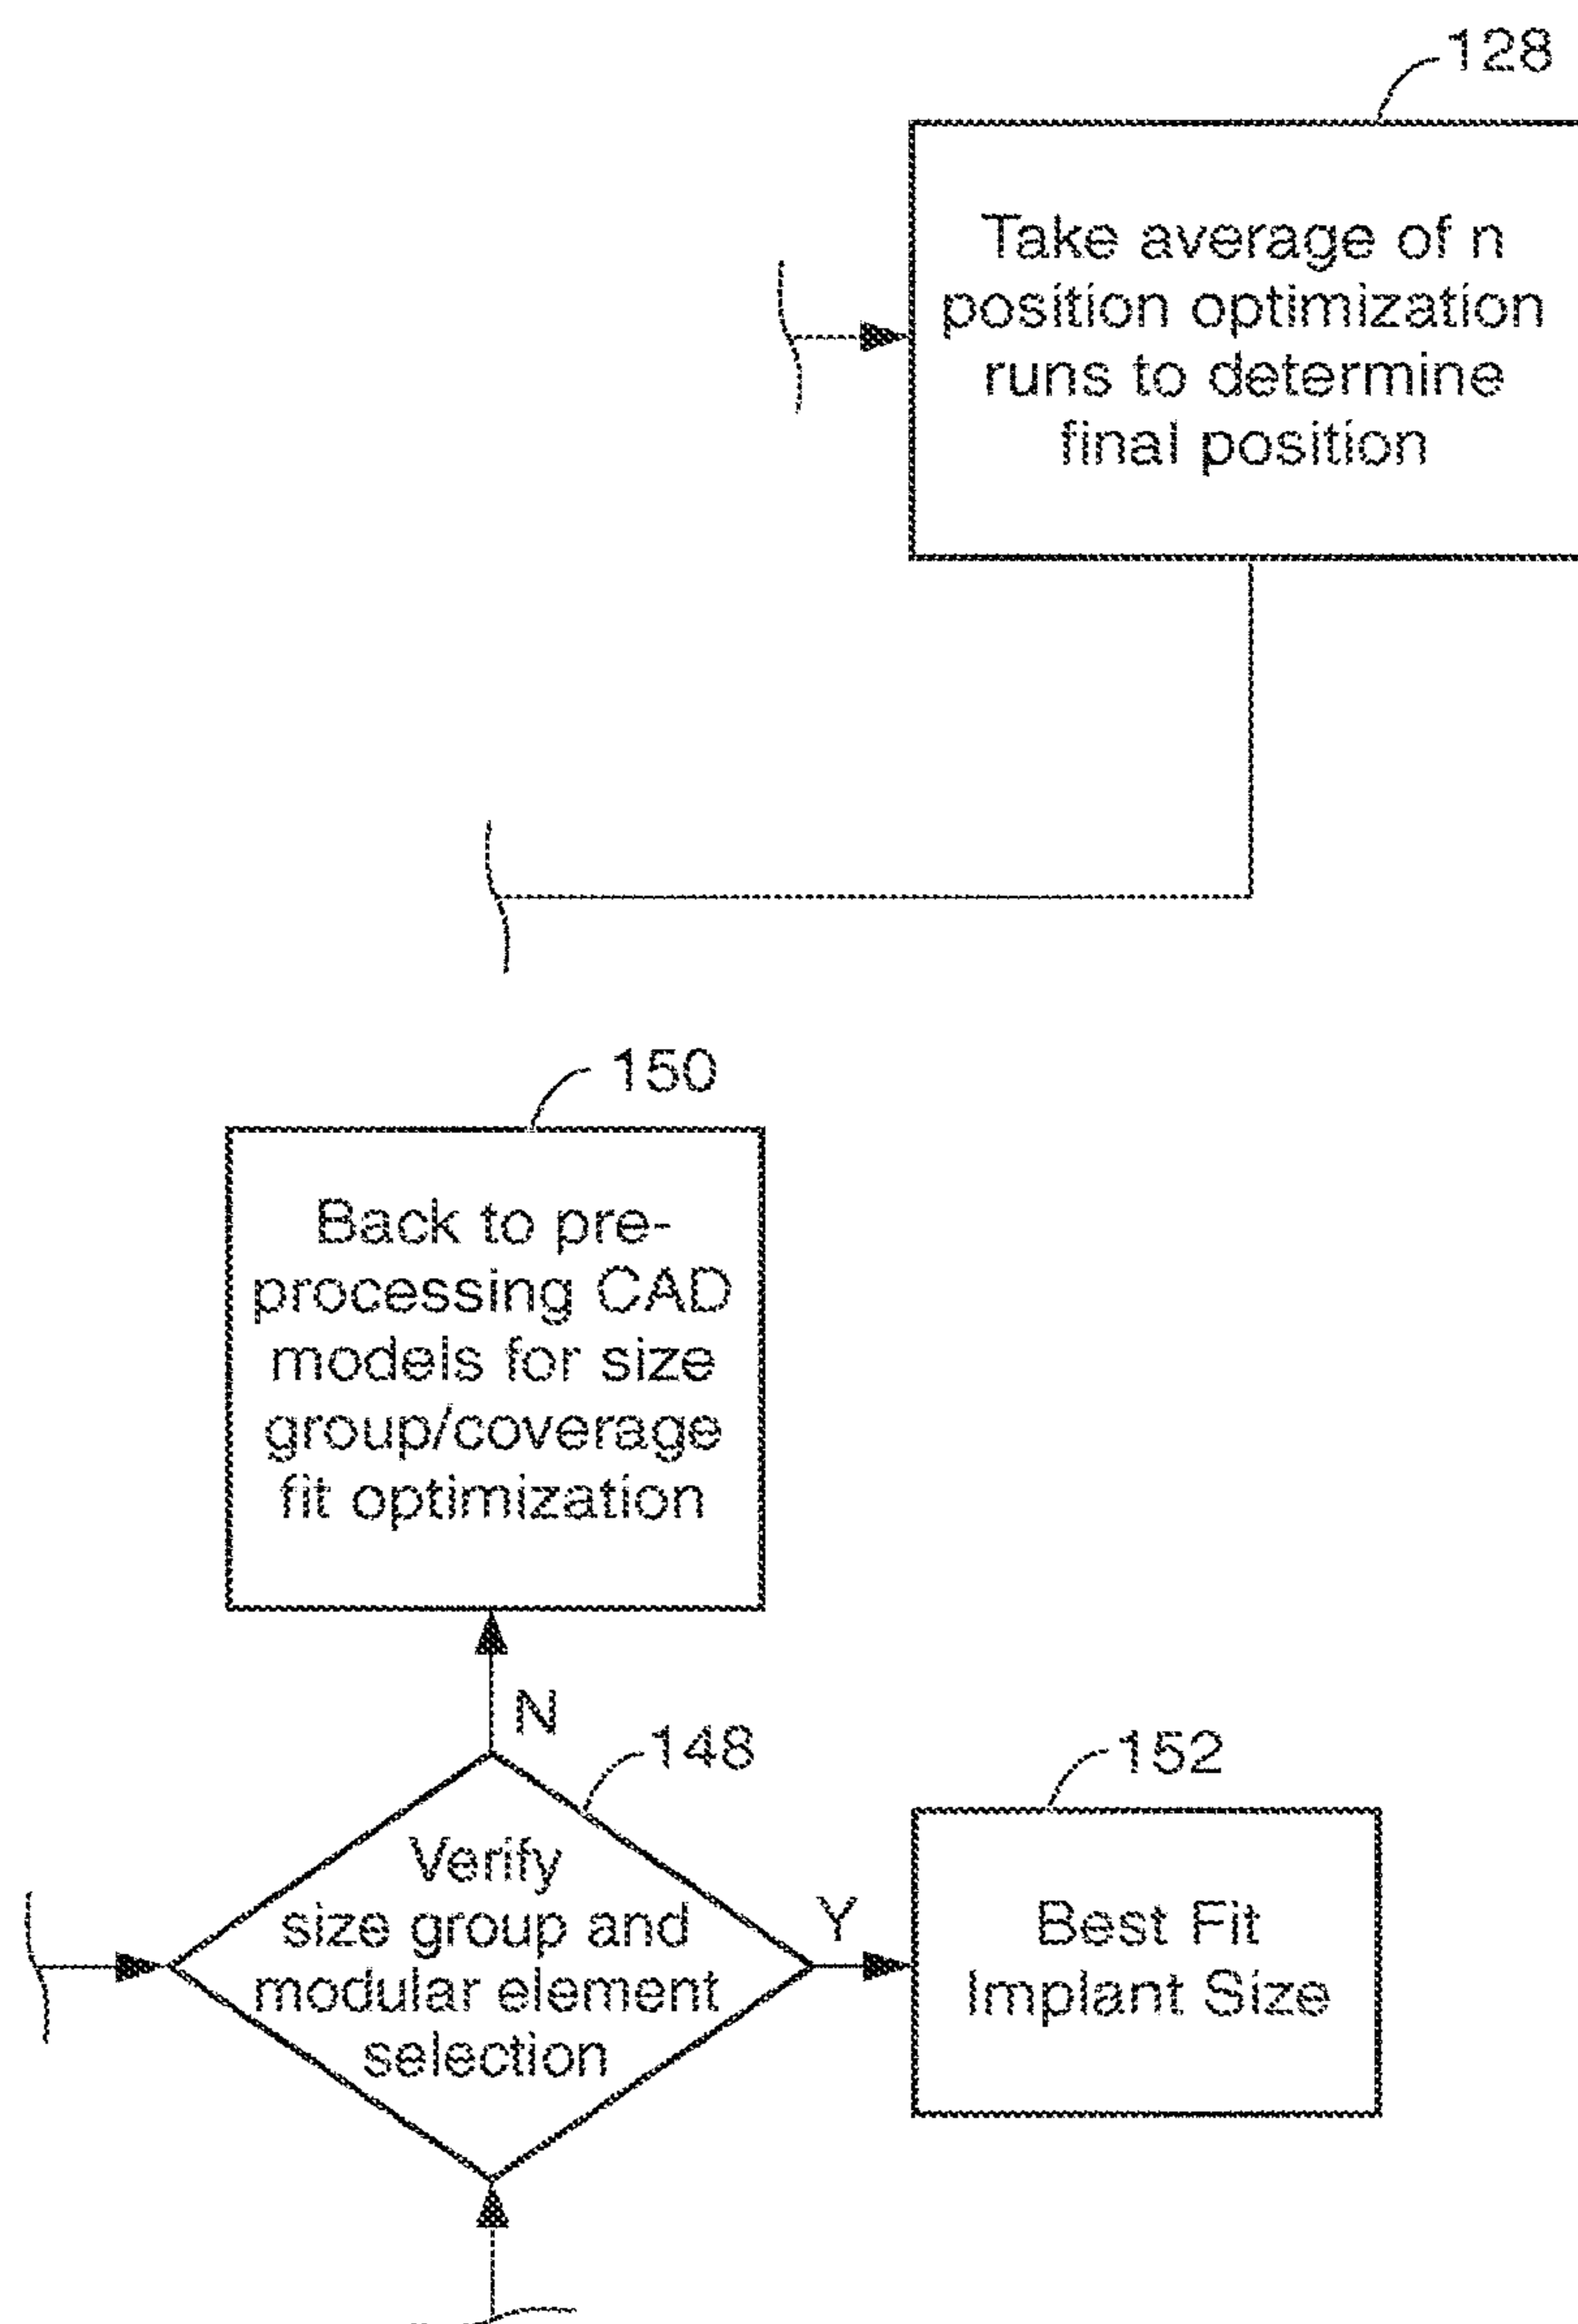 128
Take average of n
position optimization
runs to determine
final position
150
Back to pre-
processing CAD
models for size
group/coverage
fit optimization
N
148
Verify
size group and
modular element
selection
Y
152
Best Fit
Implant Size